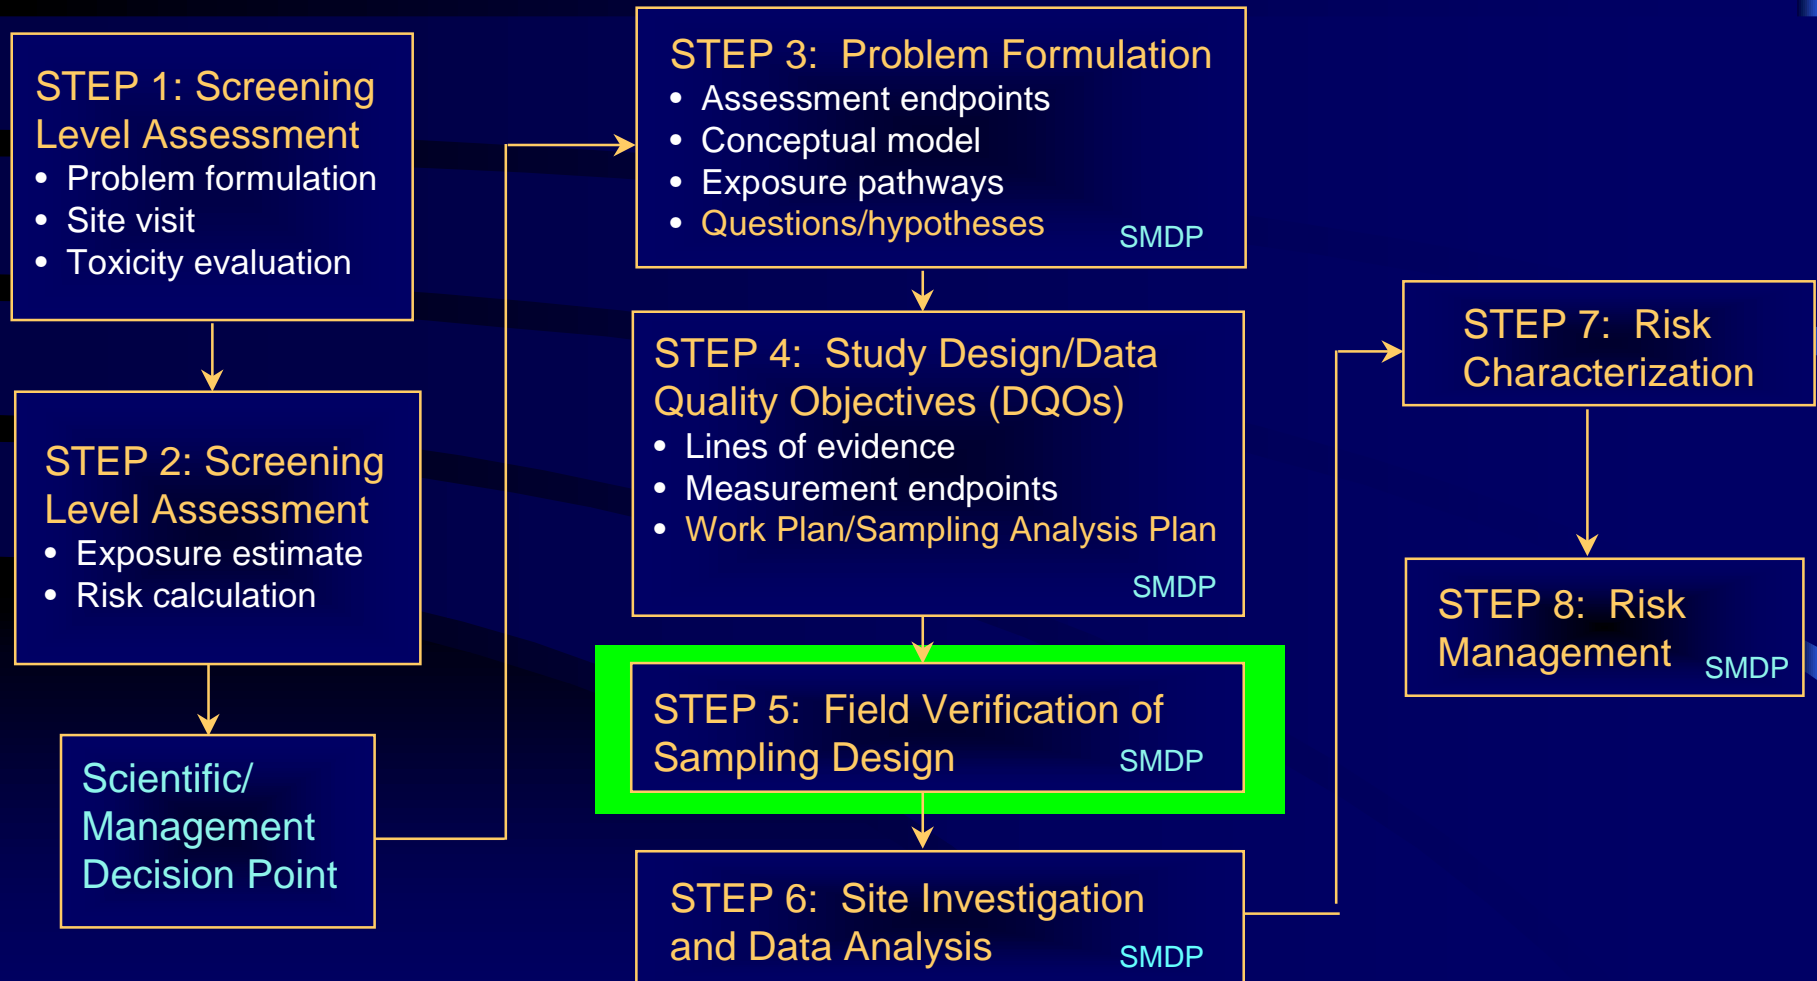 STEP 1: Screening
Level Assessment
• Problem formulation
• Site visit
• Toxicity evaluation
STEP 2: Screening
Level Assessment
• Exposure estimate
• Risk calculation
Scientific/
Management
Decision Point
STEP 3: Problem Formulation
• Assessment endpoints
• Conceptual model
• Exposure pathways
• Questions/hypotheses
SMDP
STEP 4: Study Design/Data
Quality Objectives (DQOs)
• Lines of evidence
• Measurement endpoints
• Work Plan/Sampling Analysis Plan
SMDP
STEP 5: Field Verification of
Sampling Design SMDP
STEP 6: Site Investigation
and Data Analysis SMDP
STEP 7: Risk
Characterization
STEP 8: Risk
Management SMDP